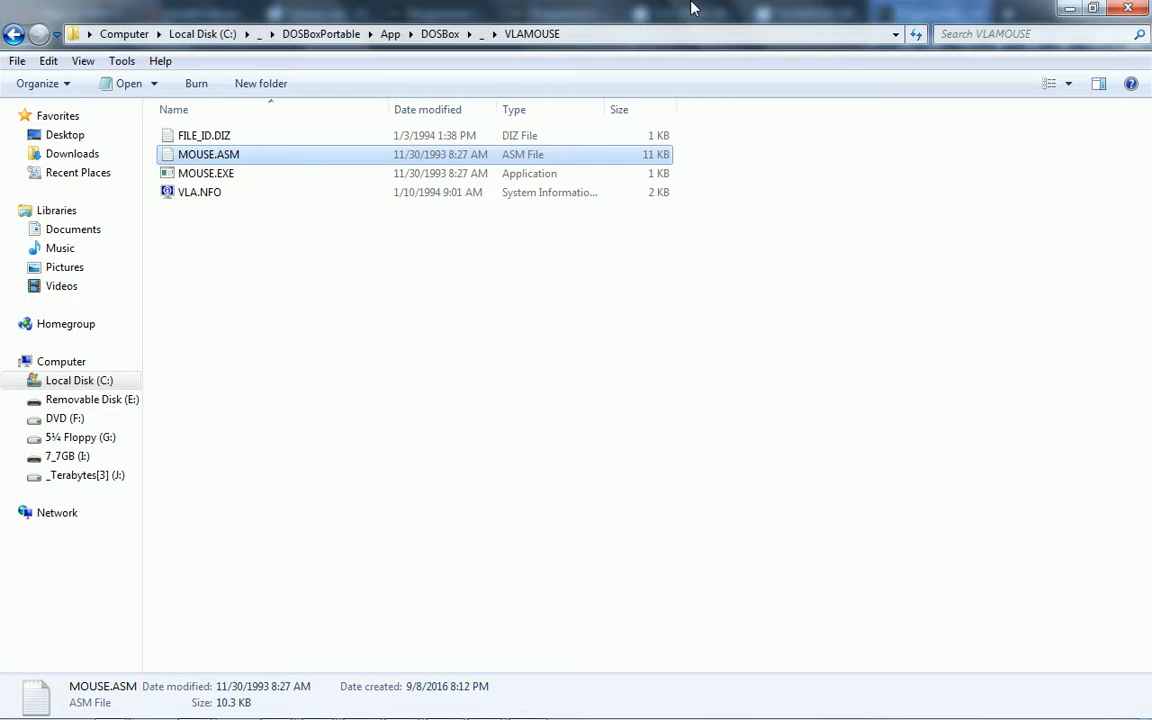 Computer Local Disk (C:) _ DOSBoxPortable App DOSBox _ VLAMOUSE Search VLAMOUSE
File Edit View Tools Help
Organize Open Burn New folder
Name Date modified Type Size
Favorites
Desktop
Downloads
Recent Places
Libraries
Documents
Music
Pictures
Videos
Homegroup
Computer
Local Disk (C:)
Removable Disk (E:)
DVD (F:)
5¼ Floppy (G:)
7_7GB (I:)
_Terabytes[3] (J:)
Network
FILE_ID.DIZ 1/3/1994 1:38 PM DIZ File 1 KB
MOUSE.ASM 11/30/1993 8:27 AM ASM File 11 KB
MOUSE.EXE 11/30/1993 8:27 AM Application 1 KB
VLA.NFO 1/10/1994 9:01 AM System Informatio... 2 KB
MOUSE.ASM Date modified: 11/30/1993 8:27 AM Date created: 9/8/2016 8:12 PM
ASM File Size: 10.3 KB